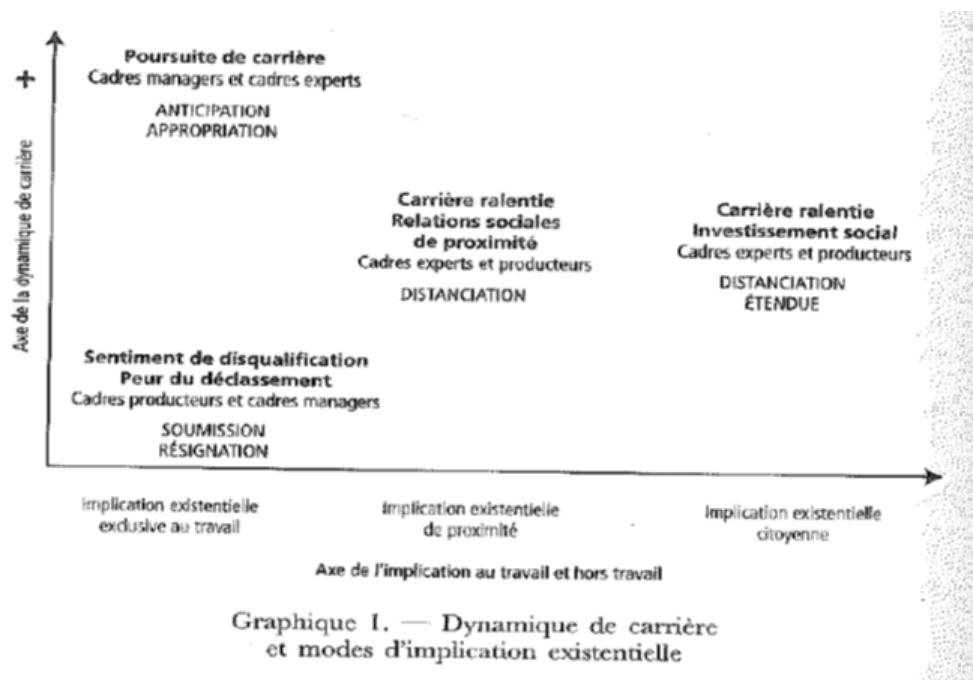 +
Axe de la dynamique de carrière
Poursuite de carrière
Cadres managers et cadres experts
ANTICIPATION
APPROPRIATION
Carrière ralentie
Relations sociales
de proximité
Cadres experts et producteurs
DISTANCIATION
Carrière ralentie
Investissement social
Cadres experts et producteurs
DISTANCIATION
ÉTENDUE
Sentiment de disqualification
Peur du déclassement
Cadres producteurs et cadres managers
SOUMISSION
RÉSIGNATION
Implication existentielle
exclusive au travail
Implication existentielle
de proximité
Implication existentielle
citoyenne
Axe de l'implication au travail et hors travail
Graphique 1. — Dynamique de carrière
et modes d'implication existentielle